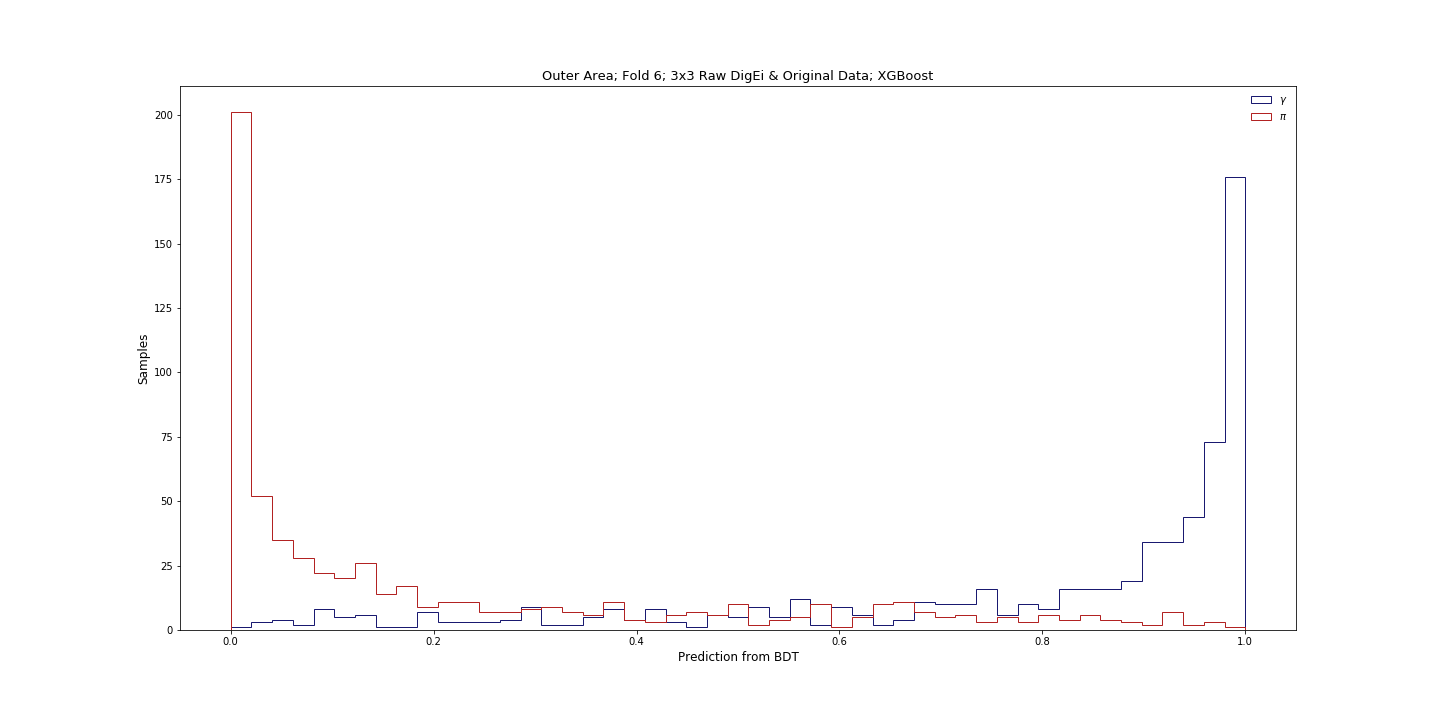 Outer Area; Fold 6; 3x3 Raw DigEi & Original Data; XGBoost
γ
π
200
175
150
125
100
75
50
25
0
Samples
0.0 0.2 0.4 0.6 0.8 1.0
Prediction from BDT